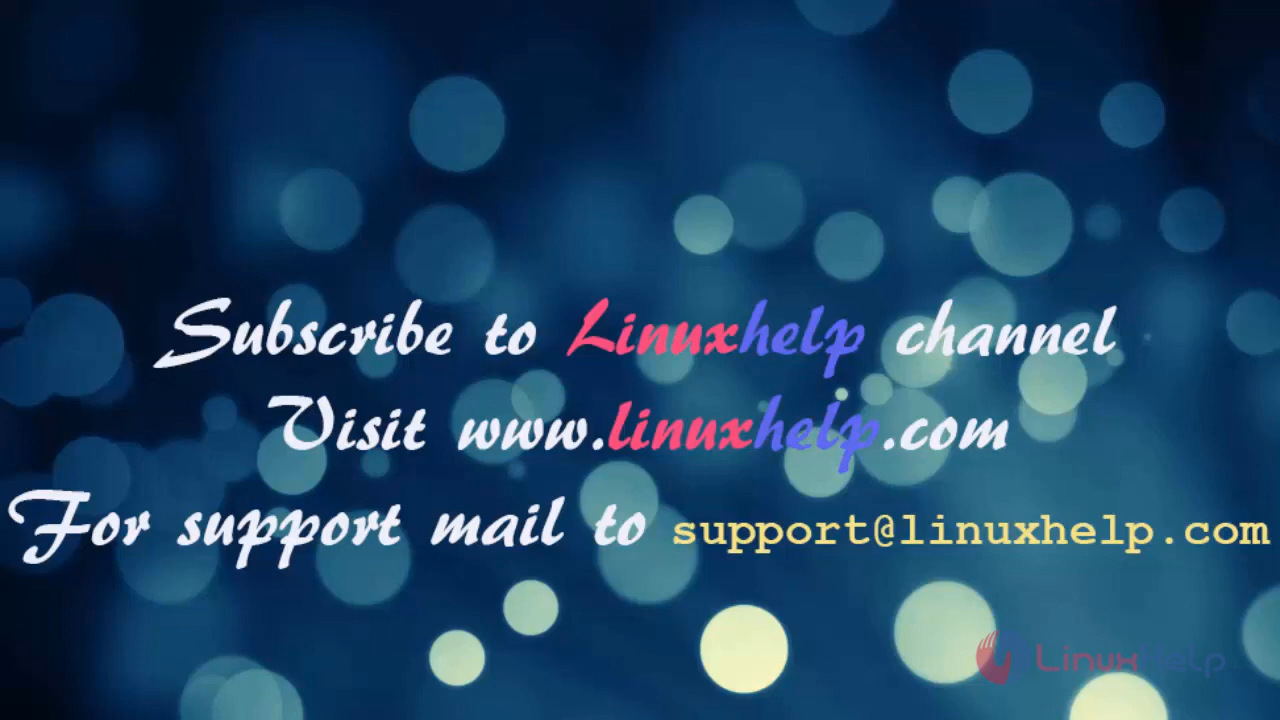 Subscribe to Linuxhelp channel
Visit www.linuxhelp.com
For support mail to support@linuxhelp.com
LinuxHelp